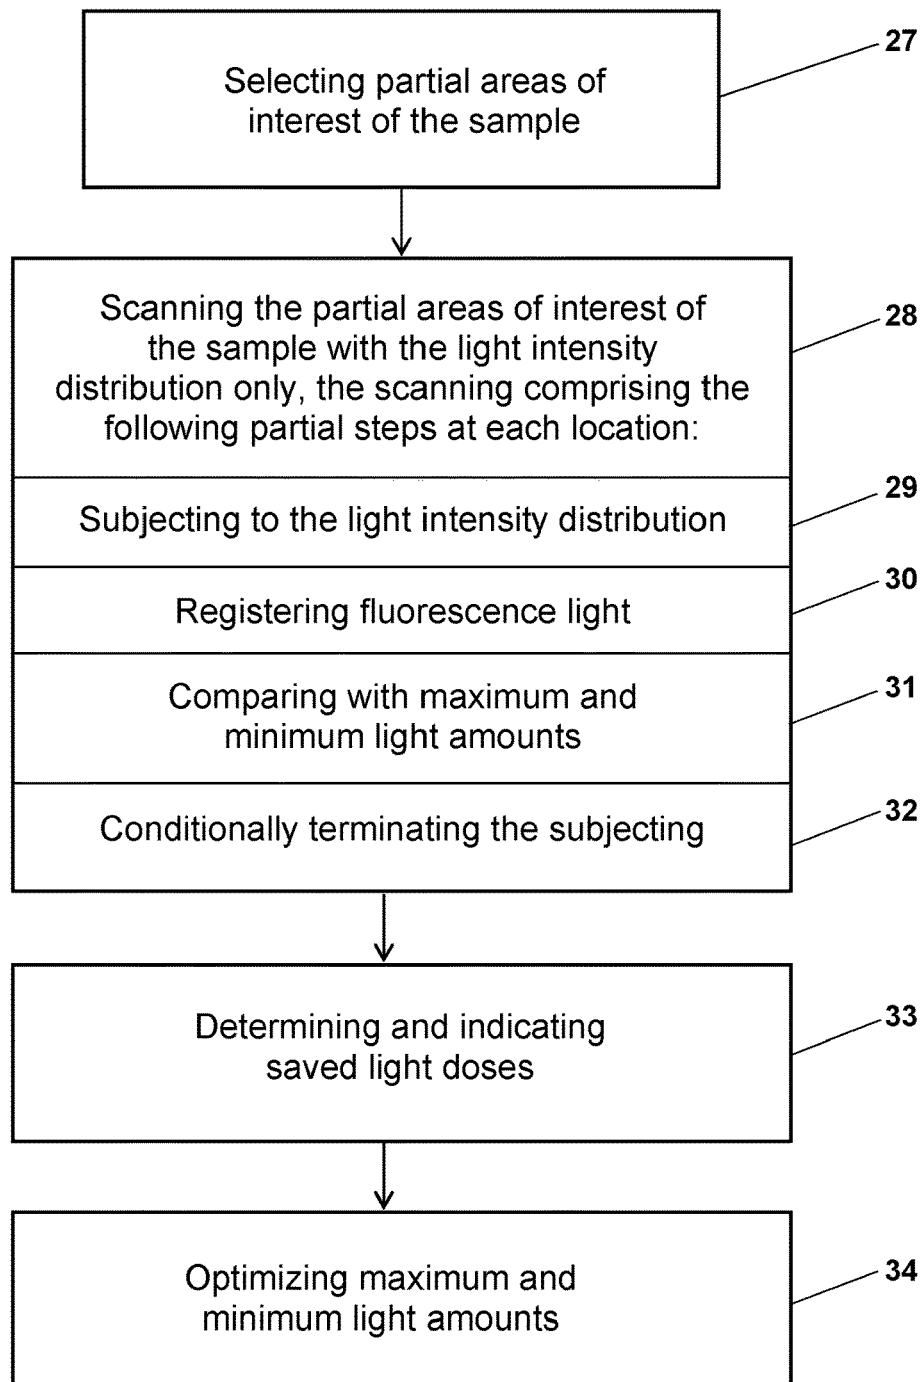 Selecting partial areas of
interest of the sample
27
Scanning the partial areas of interest of
the sample with the light intensity
distribution only, the scanning comprising the
following partial steps at each location:
28
Subjecting to the light intensity distribution
29
Registering fluorescence light
30
Comparing with maximum and
minimum light amounts
31
Conditionally terminating the subjecting
32
Determining and indicating
saved light doses
33
Optimizing maximum and
minimum light amounts
34